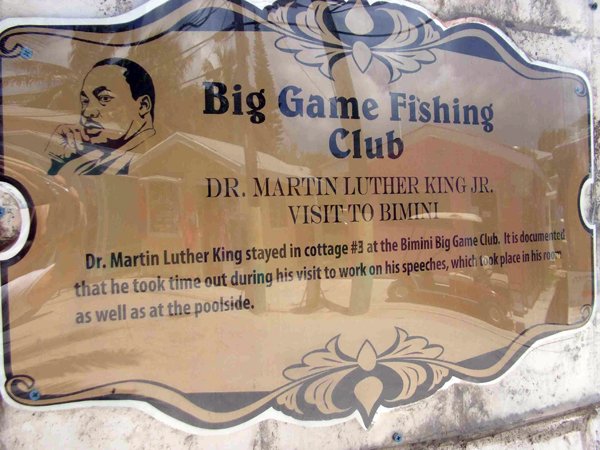 Big Game Fishing
Club
DR. MARTIN LUTHER KING JR.
VISIT TO BIMINI
Dr. Martin Luther King stayed in cottage #3 at the Bimini Big Game Club. It is documented
that he took time out during his visit to work on his speeches, which took place in his room
as well as at the poolside.